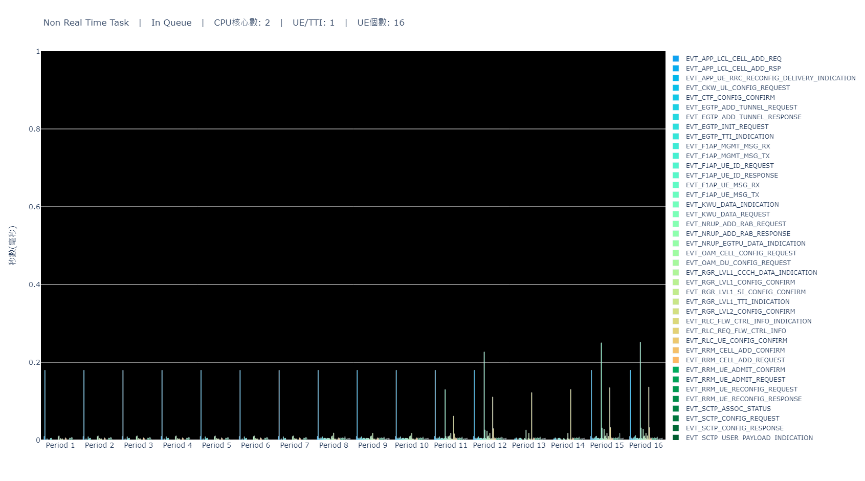 Non Real Time Task | In Queue | CPU核心數: 2 | UE/TTI: 1 | UE個數: 16
1
0.8
0.6
0.4
0.2
0
秒數(毫秒)
Period 1 Period 2 Period 3 Period 4 Period 5 Period 6 Period 7 Period 8 Period 9 Period 10 Period 11 Period 12 Period 13 Period 14 Period 15 Period 16
EVT_APP_LCL_CELL_ADD_REQ
EVT_APP_LCL_CELL_ADD_RSP
EVT_APP_UE_RRC_RECONFIG_DELIVERY_INDICATION
EVT_CKW_UL_CONFIG_REQUEST
EVT_CTF_CONFIG_CONFIRM
EVT_EGTP_ADD_TUNNEL_REQUEST
EVT_EGTP_ADD_TUNNEL_RESPONSE
EVT_EGTP_INIT_REQUEST
EVT_EGTP_TTI_INDICATION
EVT_F1AP_MGMT_MSG_RX
EVT_F1AP_MGMT_MSG_TX
EVT_F1AP_UE_ID_REQUEST
EVT_F1AP_UE_ID_RESPONSE
EVT_F1AP_UE_MSG_RX
EVT_F1AP_UE_MSG_TX
EVT_KWU_DATA_INDICATION
EVT_KWU_DATA_REQUEST
EVT_NRUP_ADD_RAB_REQUEST
EVT_NRUP_ADD_RAB_RESPONSE
EVT_NRUP_EGTPU_DATA_INDICATION
EVT_OAM_CELL_CONFIG_REQUEST
EVT_OAM_DU_CONFIG_REQUEST
EVT_RGR_LVL1_CCCH_DATA_INDICATION
EVT_RGR_LVL1_CONFIG_CONFIRM
EVT_RGR_LVL1_SI_CONFIG_CONFIRM
EVT_RGR_LVL1_TTI_INDICATION
EVT_RGR_LVL2_CONFIG_CONFIRM
EVT_RLC_FLW_CTRL_INFO_INDICATION
EVT_RLC_REQ_FLW_CTRL_INFO
EVT_RLC_UE_CONFIG_CONFIRM
EVT_RRM_CELL_ADD_CONFIRM
EVT_RRM_CELL_ADD_REQUEST
EVT_RRM_UE_ADMIT_CONFIRM
EVT_RRM_UE_ADMIT_REQUEST
EVT_RRM_UE_RECONFIG_REQUEST
EVT_RRM_UE_RECONFIG_RESPONSE
EVT_SCTP_ASSOC_STATUS
EVT_SCTP_CONFIG_REQUEST
EVT_SCTP_CONFIG_RESPONSE
EVT_SCTP_USER_PAYLOAD_INDICATION